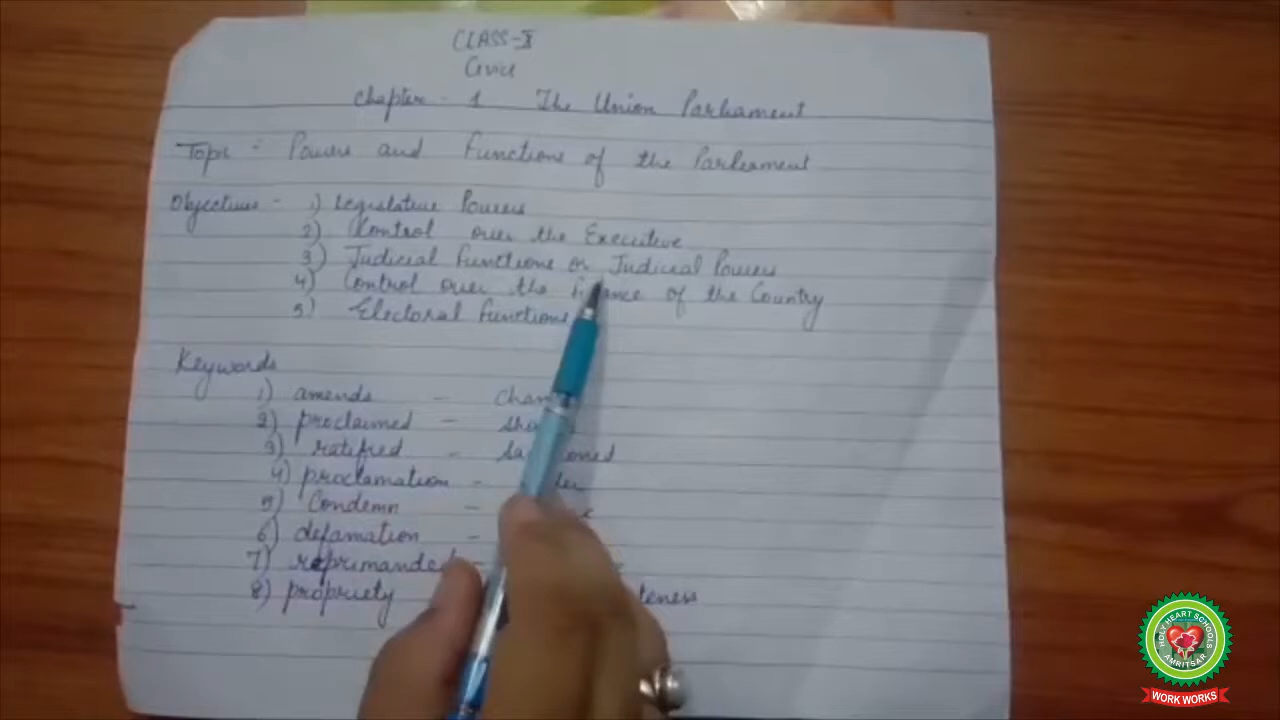 CLASS-X
Civics
Chapter - 1 The Union Parliament
Topic - Powers and Functions of the Parliament
Objectives - 1) Legislative Powers
2) Control over the Executive
3) Judicial Functions or Judicial Powers
4) Control over the of the Country
5) Electoral Functions
Keywords
1) amends -
2) proclaimed -
3) ratified -
4) proclamation -
5) Condemn -
6) defamation -
7) reprimanded -
8) propriety
HOLY HEART SCHOOLS
AMRITSAR
WORK WORKS